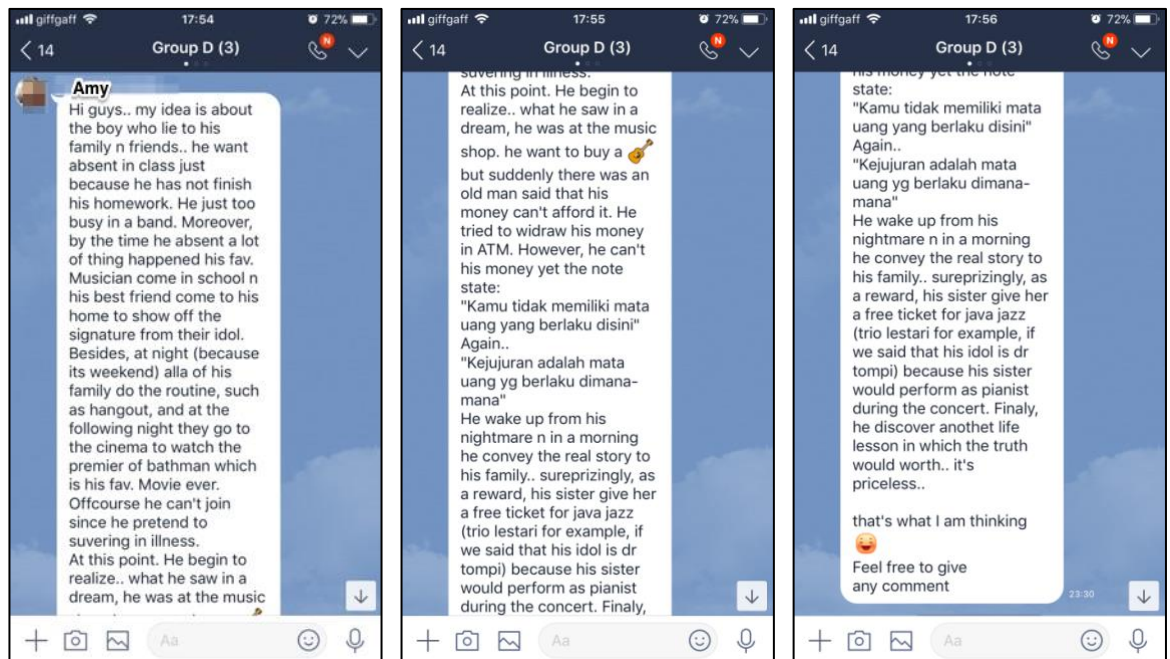 giffgaff 17:54 72%
14 Group D (3) N
Amy
Hi guys.. my idea is about
the boy who lie to his
family n friends.. he want
absent in class just
because he has not finish
his homework. He just too
busy in a band. Moreover,
by the time he absent a lot
of thing happened his fav.
Musician come in school n
his best friend come to his
home to show off the
signature from their idol.
Besides, at night (because
its weekend) alla of his
family do the routine, such
as hangout, and at the
following night they go to
the cinema to watch the
premier of bathman which
is his fav. Movie ever.
Offcourse he can't join
since he pretend to
suvering in illness.
At this point. He begin to
realize.. what he saw in a
dream, he was at the music
Aa
giffgaff 17:55 72%
14 Group D (3) N
suvering in illness.
At this point. He begin to
realize.. what he saw in a
dream, he was at the music
shop. he want to buy a 🎸
but suddenly there was an
old man said that his
money can't afford it. He
tried to widraw his money
in ATM. However, he can't
his money yet the note
state:
"Kamu tidak memiliki mata
uang yang berlaku disini"
Again..
"Kejujuran adalah mata
uang yg berlaku dimana-
mana"
He wake up from his
nightmare n in a morning
he convey the real story to
his family.. sureprizingly, as
a reward, his sister give her
a free ticket for java jazz
(trio lestari for example, if
we said that his idol is dr
tompi) because his sister
would perform as pianist
during the concert. Finaly,
Aa
giffgaff 17:56 72%
14 Group D (3) N
his money yet the note
state:
"Kamu tidak memiliki mata
uang yang berlaku disini"
Again..
"Kejujuran adalah mata
uang yg berlaku dimana-
mana"
He wake up from his
nightmare n in a morning
he convey the real story to
his family.. sureprizingly, as
a reward, his sister give her
a free ticket for java jazz
(trio lestari for example, if
we said that his idol is dr
tompi) because his sister
would perform as pianist
during the concert. Finaly,
he discover anothet life
lesson in which the truth
would worth.. it's
priceless..
that's what I am thinking
😄
Feel free to give
any comment
23:30
Aa